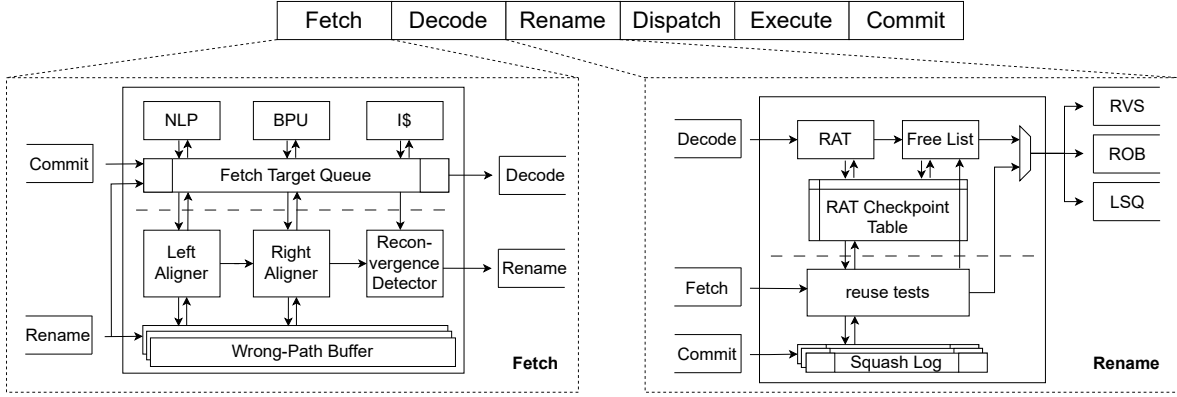 Fetch Decode Rename Dispatch Execute Commit
NLP BPU I$
Commit
Fetch Target Queue
Decode
Left
Aligner
Right
Aligner
Recon-
vergence
Detector
Rename
Rename
Wrong-Path Buffer
Fetch
Decode
RAT
Free List
RVS
ROB
LSQ
RAT Checkpoint
Table
Fetch
reuse tests
Commit
Squash Log
Rename